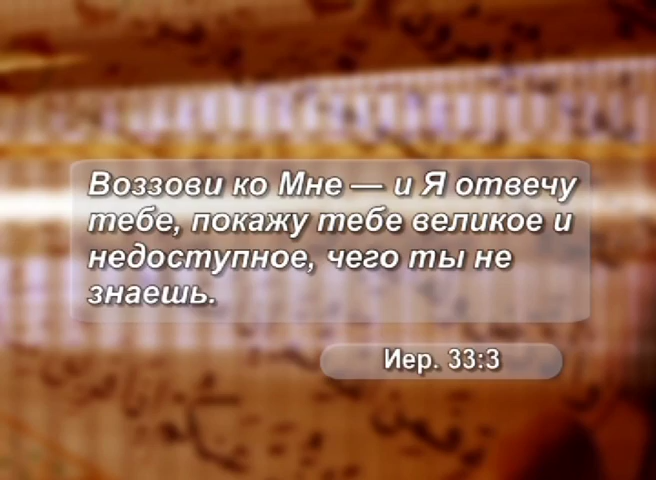 Воззови ко Мне — и Я отвечу
тебе, покажу тебе великое и
недоступное, чего ты не
знаешь.
Иер. 33:3